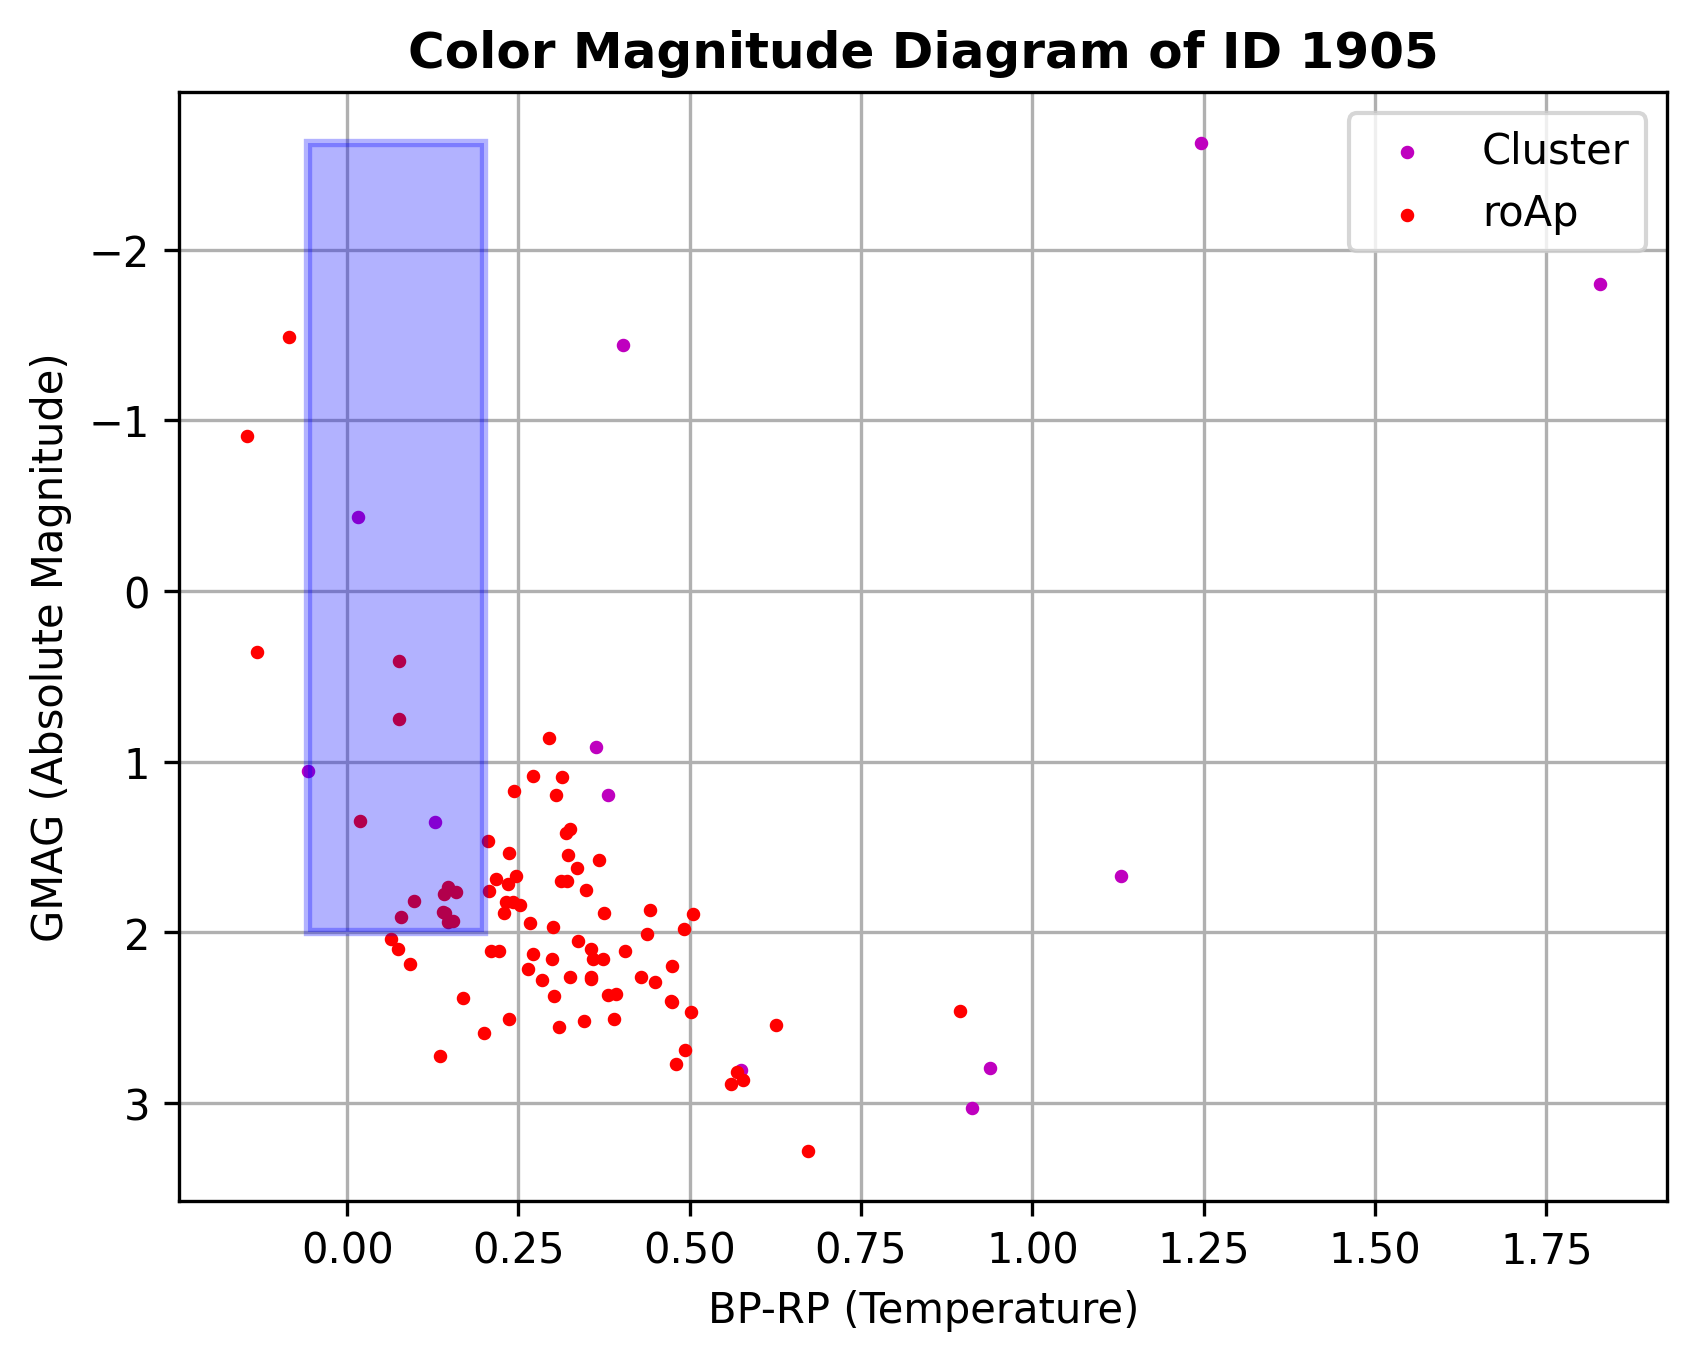 Color Magnitude Diagram of ID 1905
Cluster
roAp
GMAG (Absolute Magnitude)
−2
−1
0
1
2
3
0.00 0.25 0.50 0.75 1.00 1.25 1.50 1.75
BP-RP (Temperature)